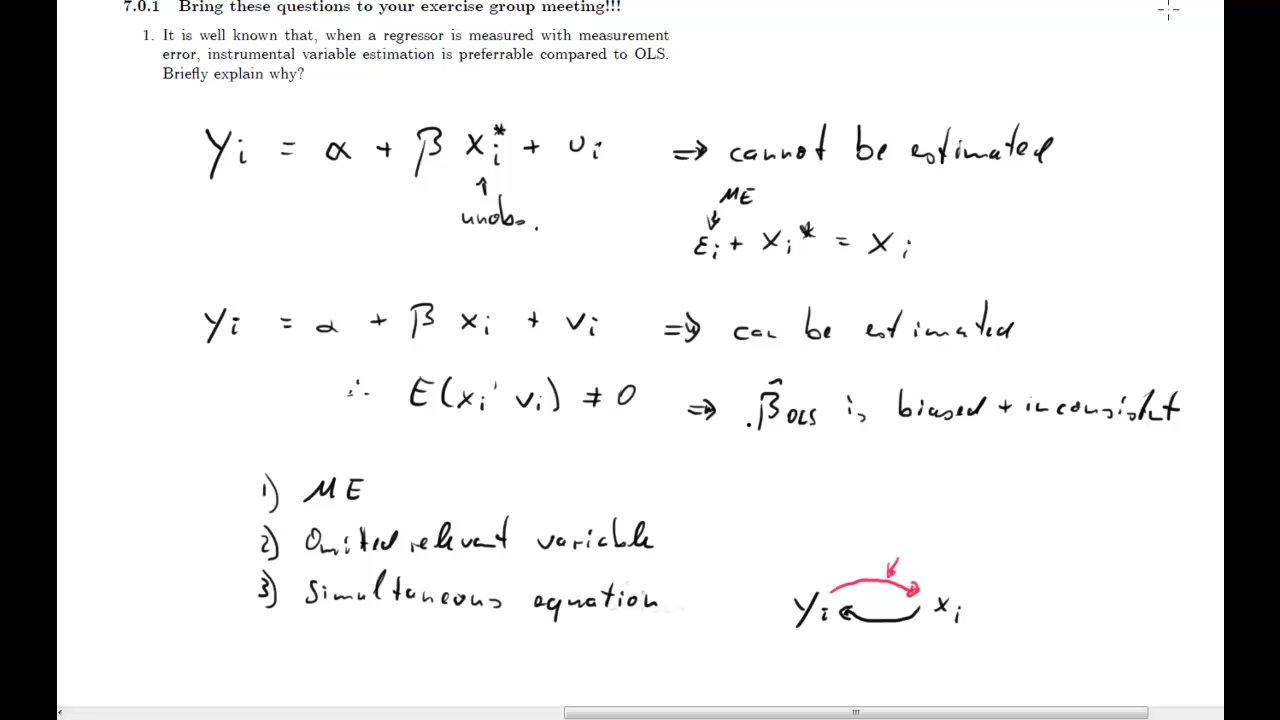 7.0.1 Bring these questions to your exercise group meeting!!!
1. It is well known that, when a regressor is measured with measurement
error, instrumental variable estimation is preferrable compared to OLS.
Briefly explain why?
Yi = α + β Xi* + υi ⇒ cannot be estimated
↑ ME
unob. ↓
εi + Xi* = Xi
Yi = α + β Xi + vi ⇒ can be estimated
∴ E(xi' vi) ≠ 0 ⇒ β̂OLS is biased + inconsistent
1) ME
2) Omitted relevant variable
3) Simultaneous equation
Yi xi